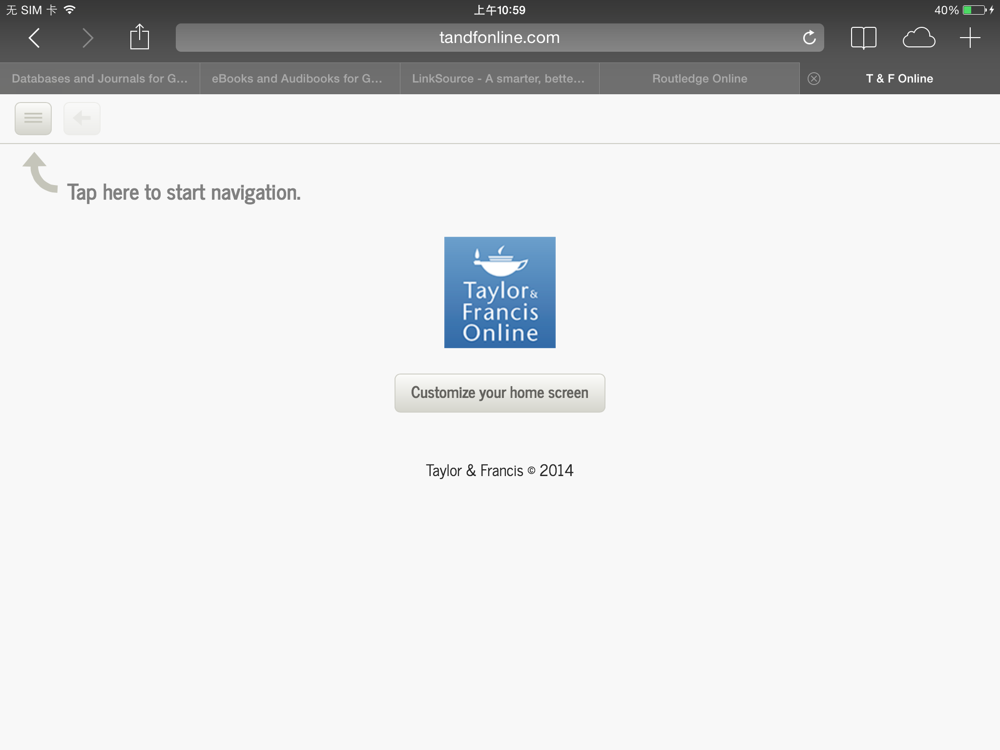 无 SIM 卡
上午10:59
40%
tandfonline.com
Databases and Journals for G...
eBooks and Audibooks for G...
LinkSource - A smarter, bette...
Routledge Online
T & F Online
Tap here to start navigation.
Taylor &
Francis
Online
Customize your home screen
Taylor & Francis © 2014